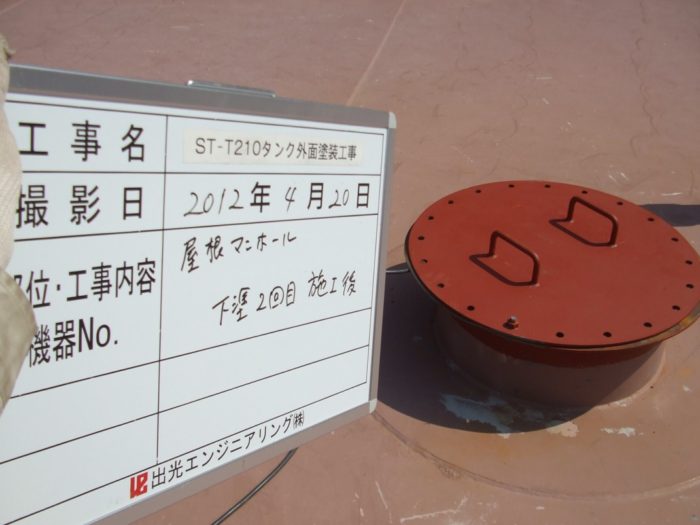 工事名 ST-T210タンク外面塗装工事
撮影日 2012年4月20日
位・工事内容 屋根マンホール
機器No. 下塗2回目 施工後
出光エンジニアリング(株)